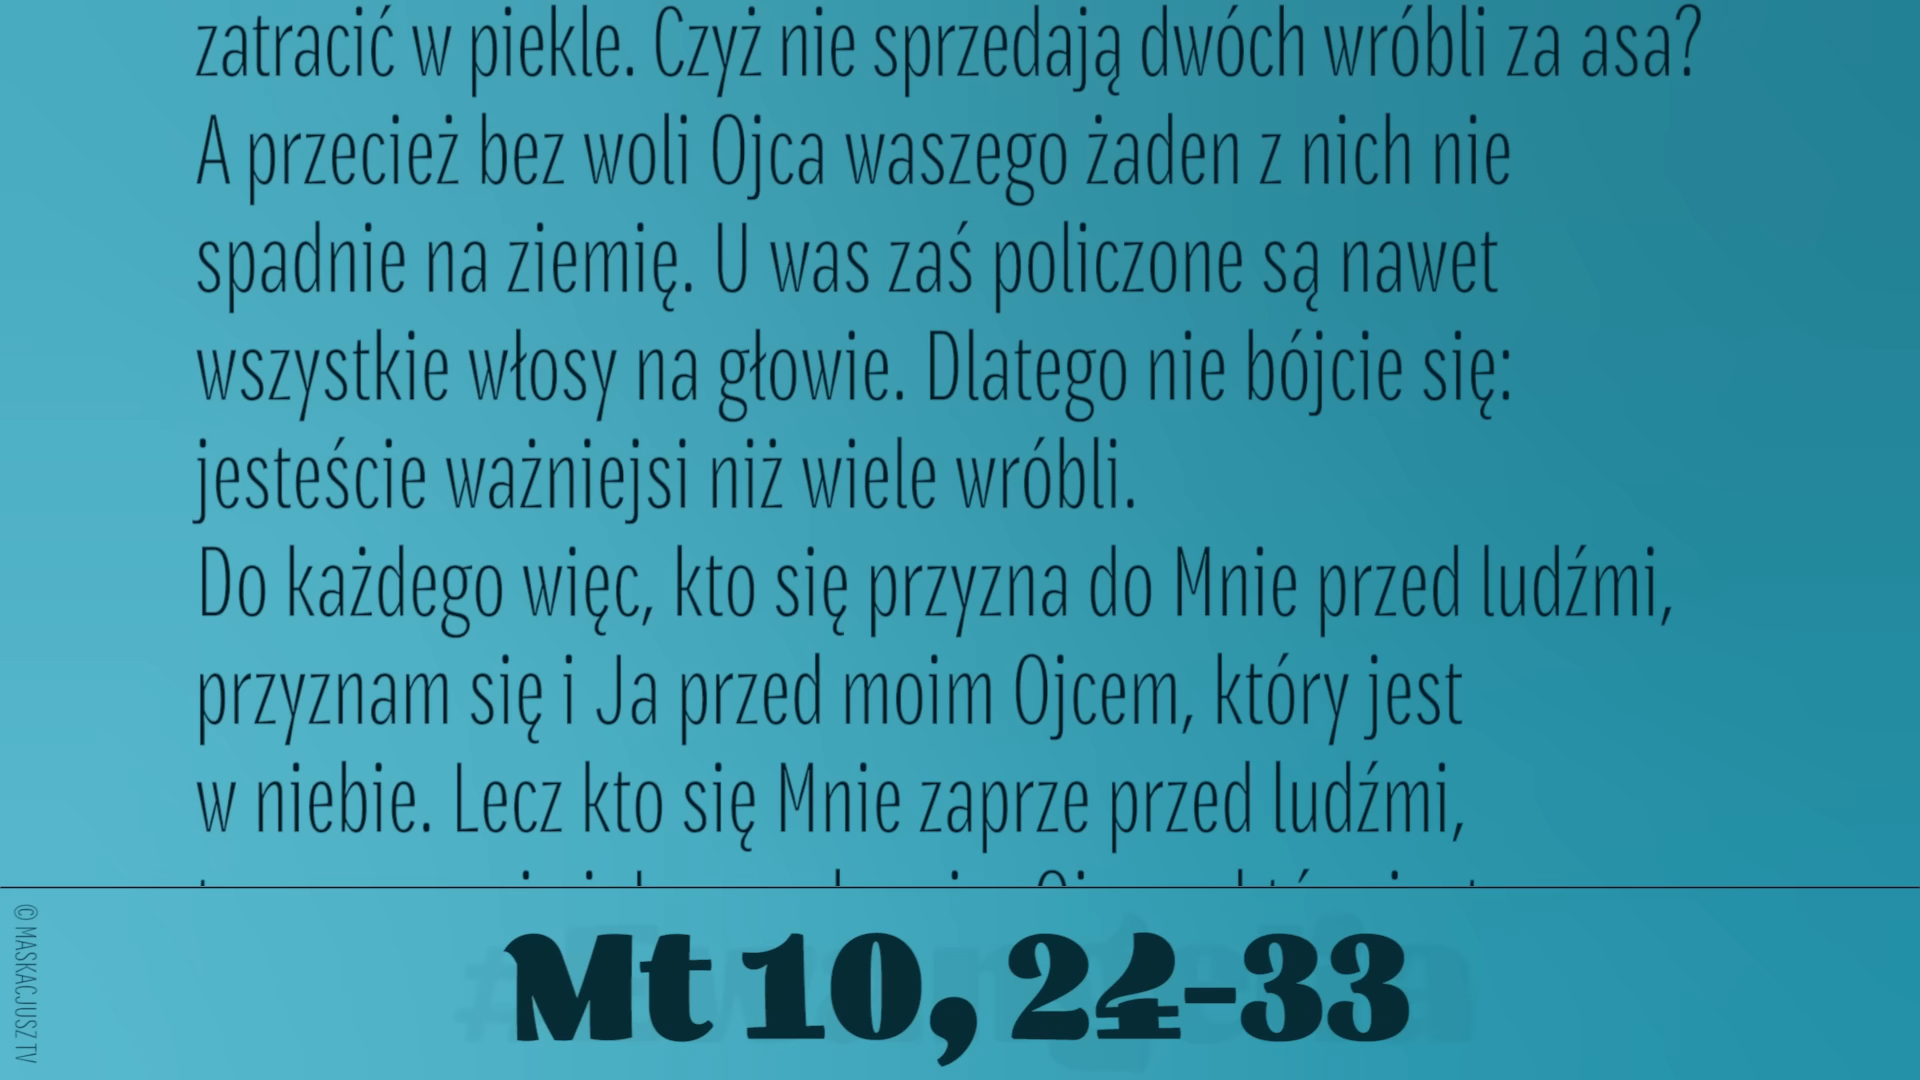 zatracić w piekle. Czyż nie sprzedają dwóch wróbli za asa?
A przecież bez woli Ojca waszego żaden z nich nie
spadnie na ziemię. U was zaś policzone są nawet
wszystkie włosy na głowie. Dlatego nie bójcie się:
jesteście ważniejsi niż wiele wróbli.
Do każdego więc, kto się przyzna do Mnie przed ludźmi,
przyznam się i Ja przed moim Ojcem, który jest
w niebie. Lecz kto się Mnie zaprze przed ludźmi,
Mt 10, 24-33
© MASKACJUSZ TV